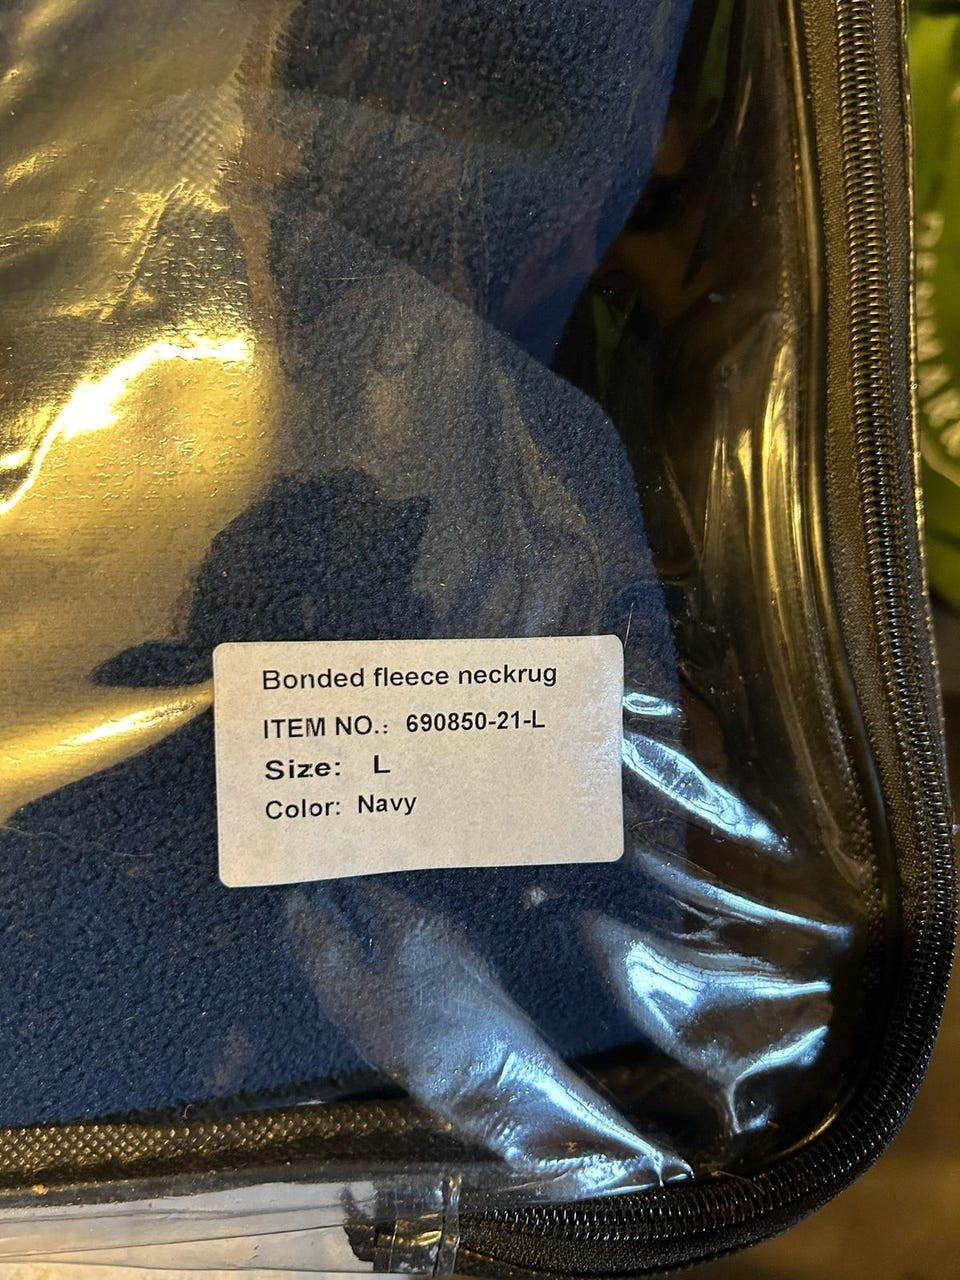 Bonded fleece neckrug
ITEM NO.: 690850-21-L
Size: L
Color: Navy